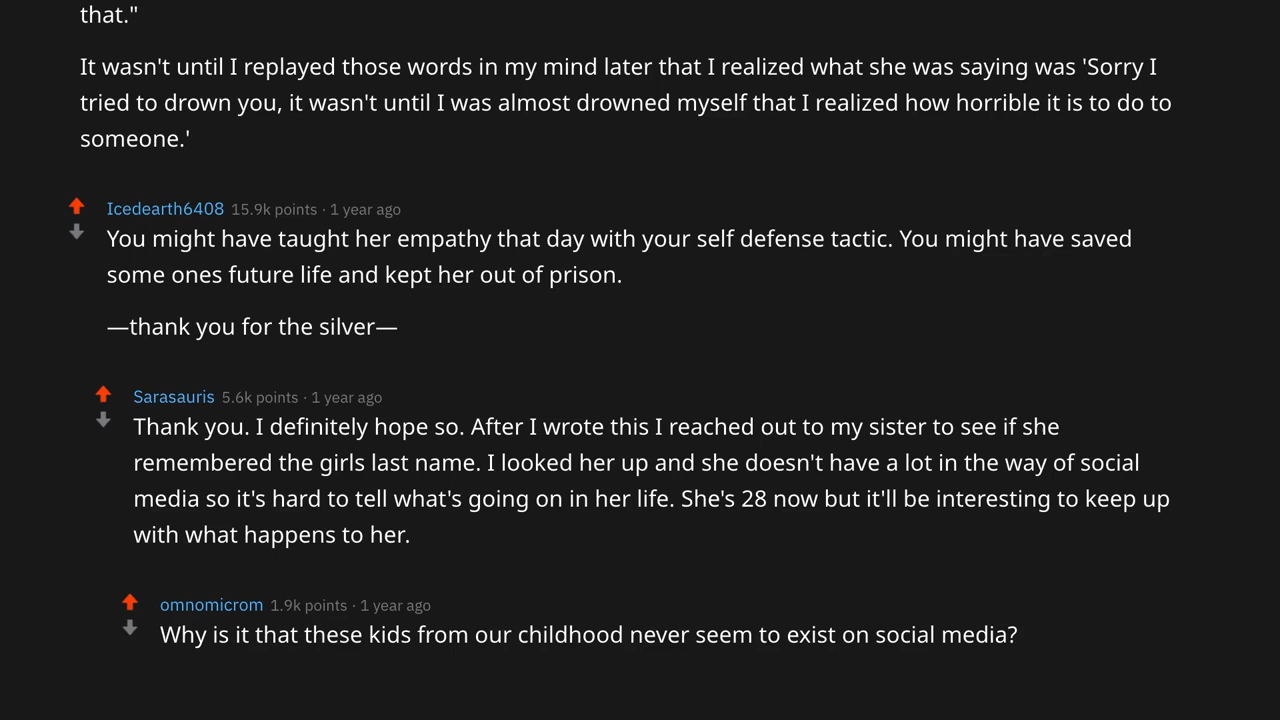 that."
It wasn't until I replayed those words in my mind later that I realized what she was saying was 'Sorry I
tried to drown you, it wasn't until I was almost drowned myself that I realized how horrible it is to do to
someone.'
Icedearth6408 15.9k points · 1 year ago
You might have taught her empathy that day with your self defense tactic. You might have saved
some ones future life and kept her out of prison.
—thank you for the silver—
Sarasauris 5.6k points · 1 year ago
Thank you. I definitely hope so. After I wrote this I reached out to my sister to see if she
remembered the girls last name. I looked her up and she doesn't have a lot in the way of social
media so it's hard to tell what's going on in her life. She's 28 now but it'll be interesting to keep up
with what happens to her.
omnomicrom 1.9k points · 1 year ago
Why is it that these kids from our childhood never seem to exist on social media?